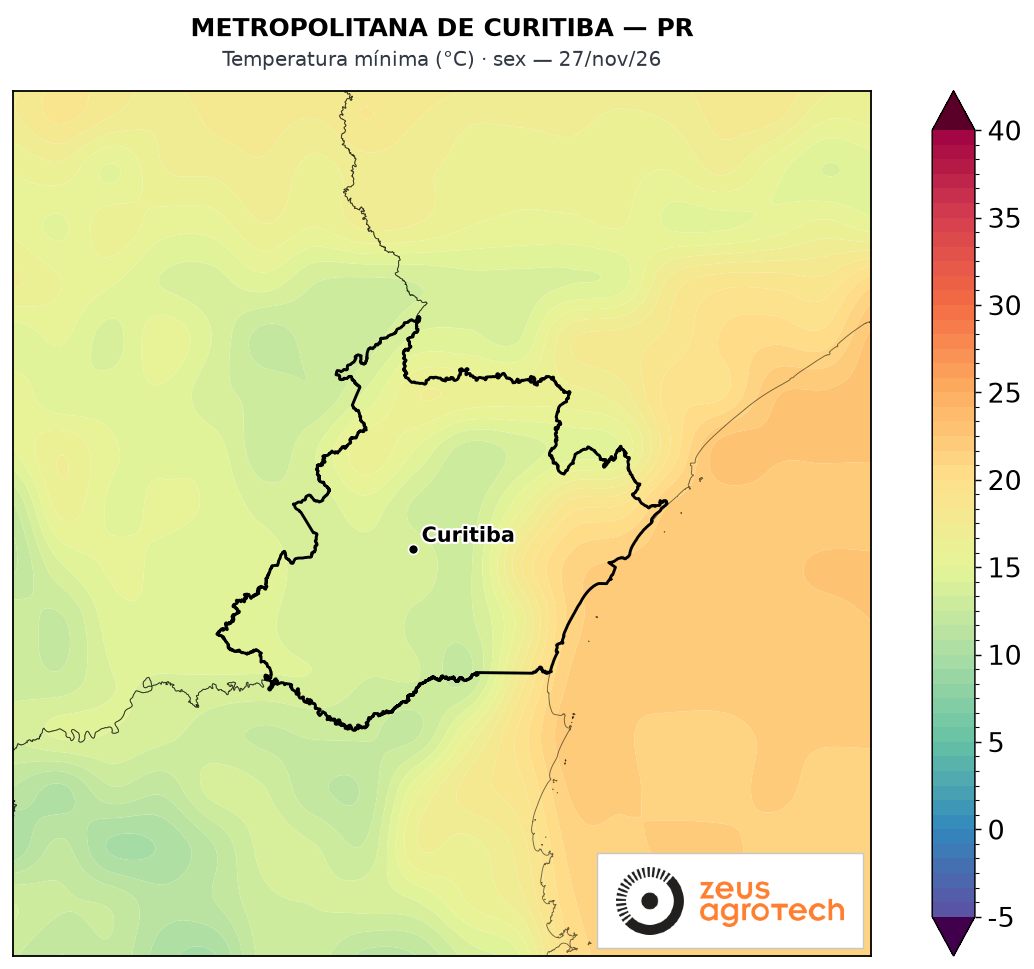 METROPOLITANA DE CURITIBA — PR
Temperatura mínima (°C) · sex — 27/nov/26
40
35
30
25
20
15
10
5
0
-5
Curitiba
zeus
agrotech